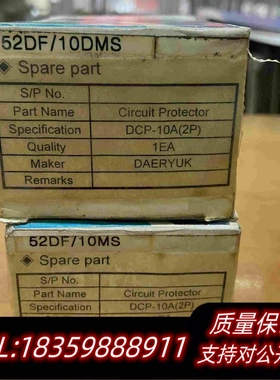 52DF/10DMS
◆ Spare part
S/P No.
Part Name Circuit Protector
Specification DCP-10A(2P)
Quality 1EA
Maker DAERYUK
Remarks
52DF/10MS
◆ Spare part
S/P No.
Part Name Circuit Protector
Specification DCP-10A(2P)
质量保障
L:18359888911
支持对公